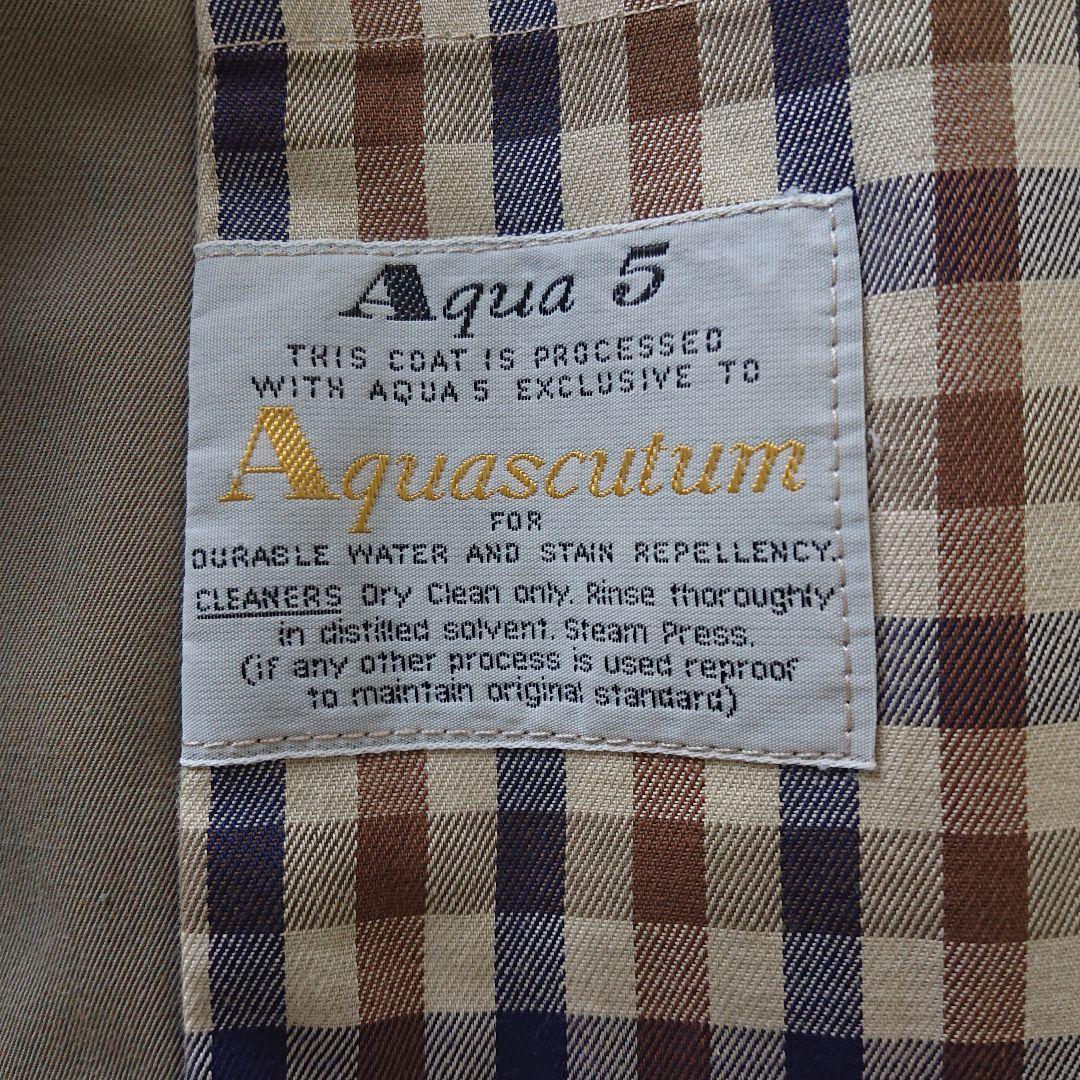 Aqua 5
THIS COAT IS PROCESSED
WITH AQUA 5 EXCLUSIVE TO
Aquascutum
FOR
DURABLE WATER AND STAIN REPELLENCY.
CLEANERS Dry Clean only. Rinse thoroughly
in distilled solvent. Steam Press.
(if any other process is used reproof
to maintain original standard)